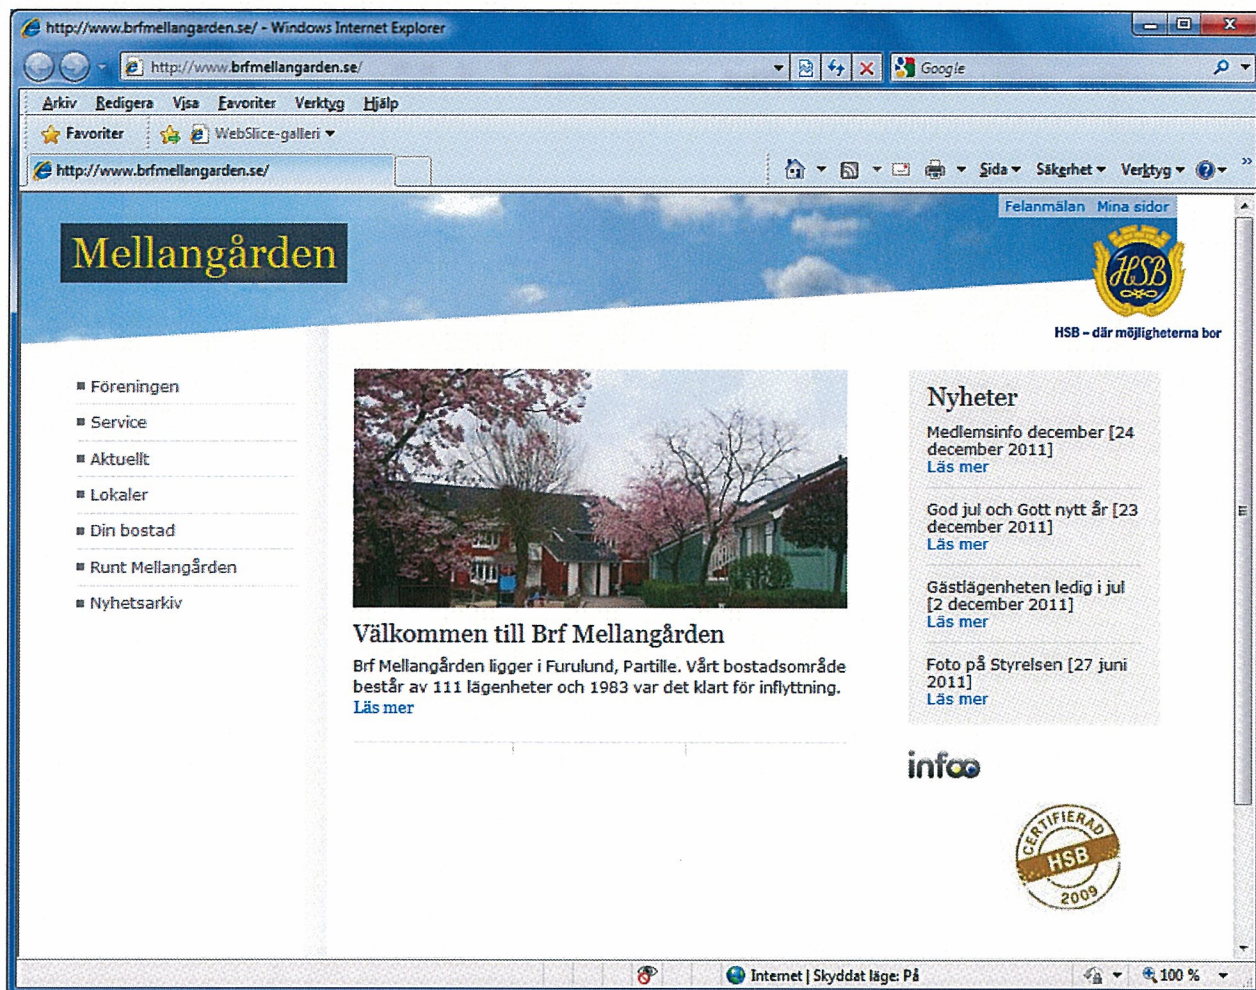 http://www.brfmellangarden.se/ - Windows Internet Explorer
http://www.brfmellangarden.se/
Google
Arkiv Redigera Visa Favoriter Verktyg Hjälp
Favoriter WebSlice-galleri
http://www.brfmellangarden.se/
Sida Säkerhet Verktyg
Felanmälan Mina sidor
Mellangården
HSB
HSB – där möjligheterna bor
Föreningen
Service
Aktuellt
Lokaler
Din bostad
Runt Mellangården
Nyhetsarkiv
Välkommen till Brf Mellangården
Brf Mellangården ligger i Furulund, Partille. Vårt bostadsområde
består av 111 lägenheter och 1983 var det klart för inflyttning.
Läs mer
Nyheter
Medlemsinfo december [24
december 2011]
Läs mer
God jul och Gott nytt år [23
december 2011]
Läs mer
Gästlägenheten ledig i jul
[2 december 2011]
Läs mer
Foto på Styrelsen [27 juni
2011]
Läs mer
infoo
CERTIFIERAD
HSB
2009
Internet | Skyddat läge: På
100 %